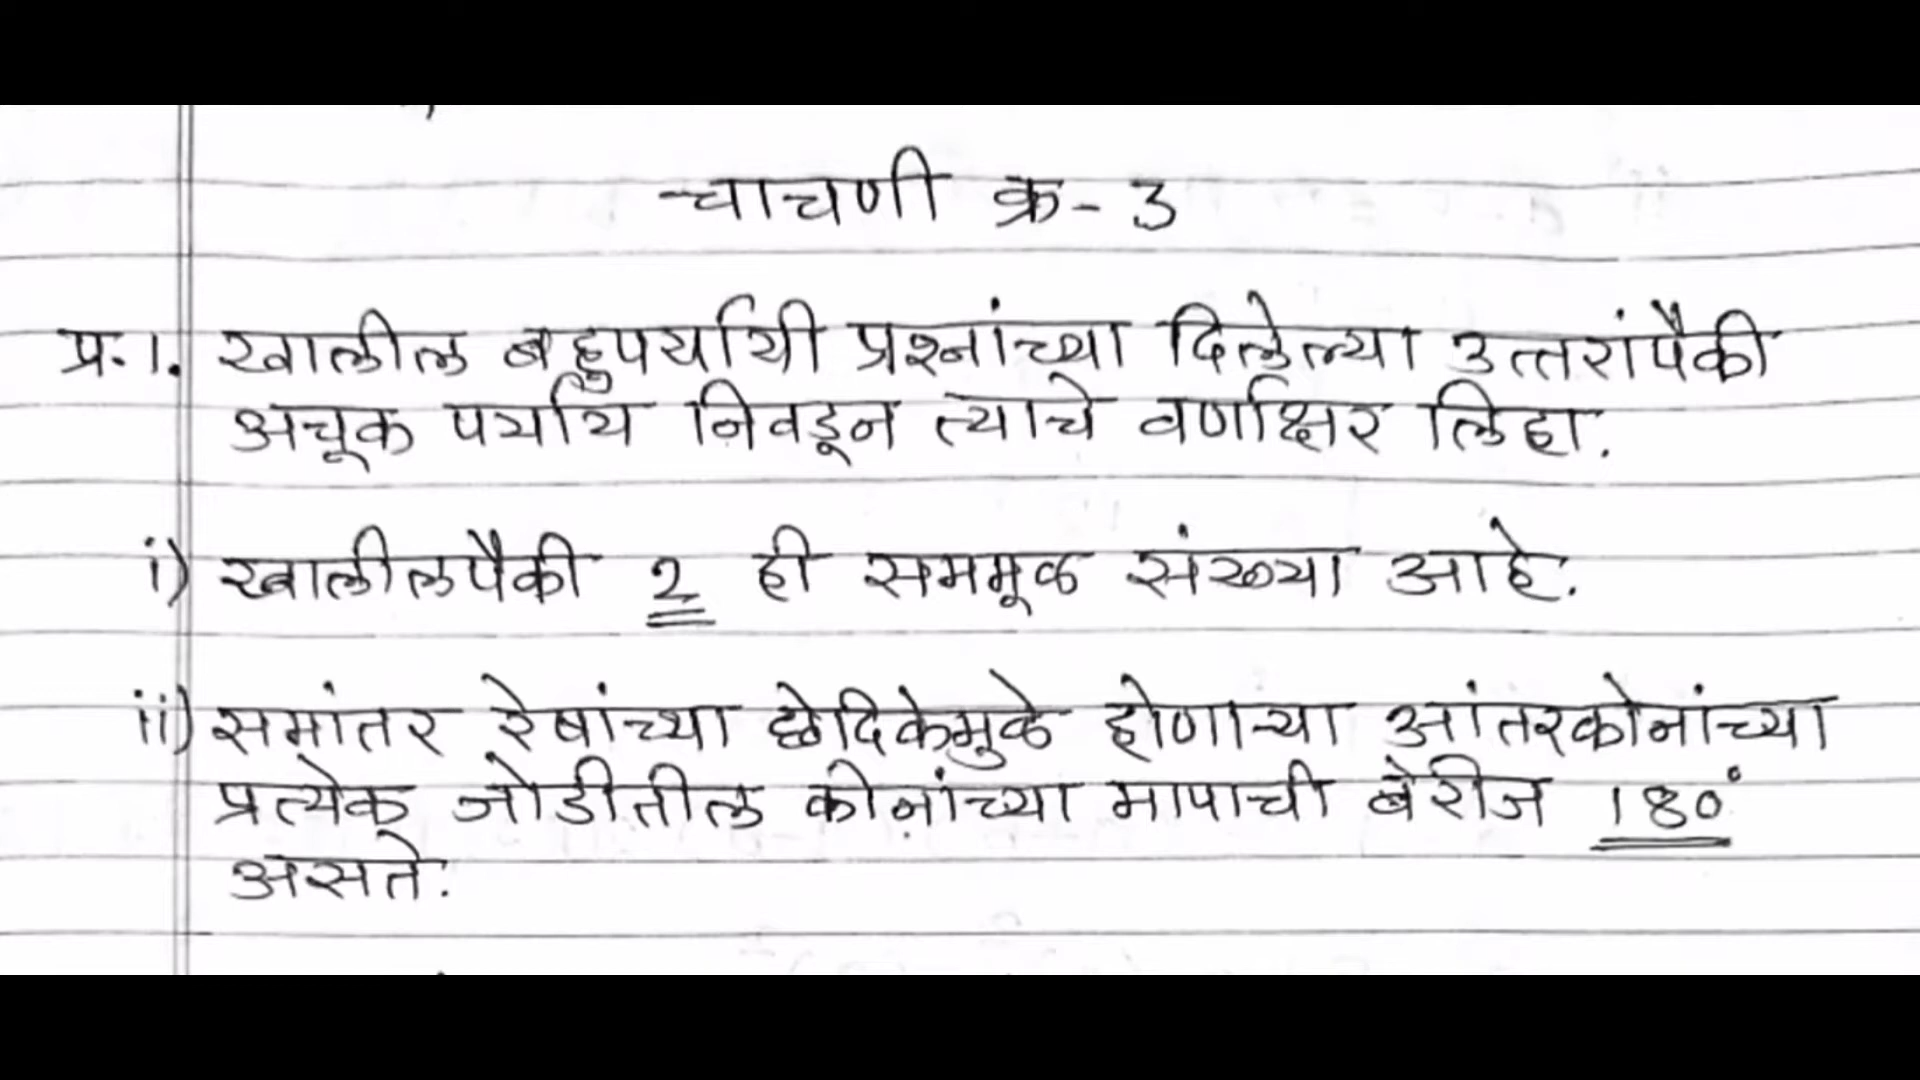 चाचणी क्र - 3
प्र.1. खालील बहुपर्यायी प्रश्नांच्या दिलेल्या उत्तरांपैकी
अचूक पर्याय निवडून त्याचे वर्णाक्षर लिहा.
i) खालीलपैकी 2 ही सममूळ संख्या आहे.
ii) समांतर रेषांच्या छेदिकेमुळे होणाऱ्या आंतरकोनांच्या
प्रत्येक जोडीतील कोनांच्या मापाची बेरीज 180°
असते.